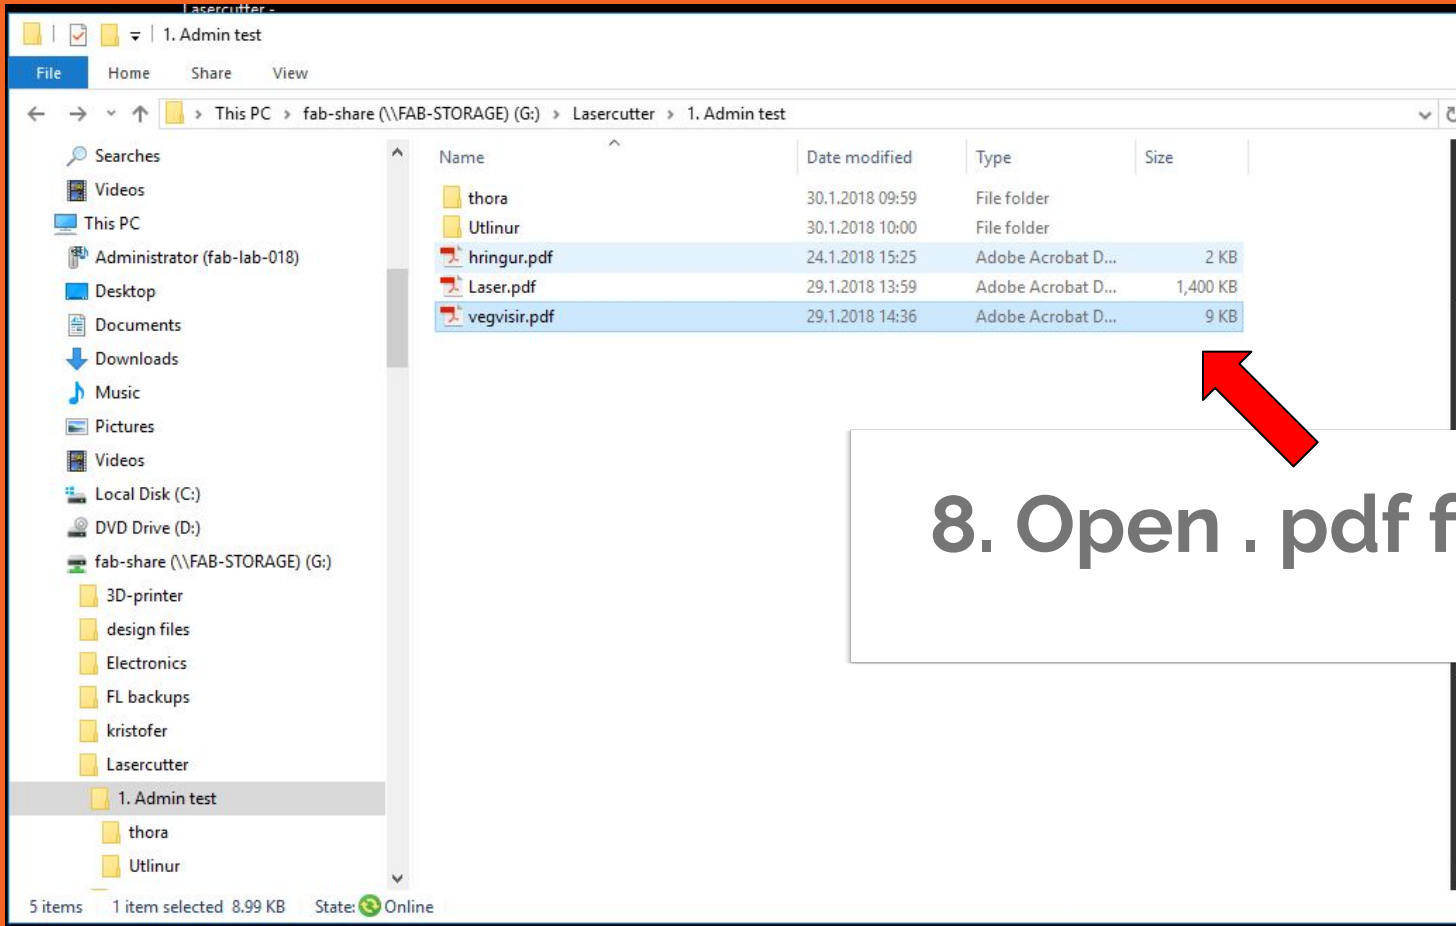 Lasercutter -
1. Admin test
File Home Share View
This PC > fab-share (\\FAB-STORAGE) (G:) > Lasercutter > 1. Admin test
Searches
Videos
This PC
Administrator (fab-lab-018)
Desktop
Documents
Downloads
Music
Pictures
Videos
Local Disk (C:)
DVD Drive (D:)
fab-share (\\FAB-STORAGE) (G:)
3D-printer
design files
Electronics
FL backups
kristofer
Lasercutter
1. Admin test
thora
Utlinur
Name Date modified Type Size
thora 30.1.2018 09:59 File folder
Utlinur 30.1.2018 10:00 File folder
hringur.pdf 24.1.2018 15:25 Adobe Acrobat D... 2 KB
Laser.pdf 29.1.2018 13:59 Adobe Acrobat D... 1,400 KB
vegvisir.pdf 29.1.2018 14:36 Adobe Acrobat D... 9 KB
8. Open . pdf f
5 items 1 item selected 8.99 KB State: Online